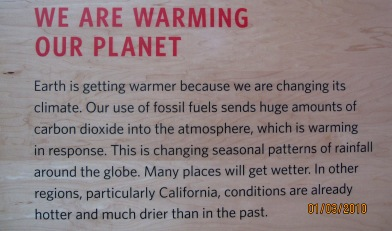 WE ARE WARMING
OUR PLANET
Earth is getting warmer because we are changing its
climate. Our use of fossil fuels sends huge amounts of
carbon dioxide into the atmosphere, which is warming
in response. This is changing seasonal patterns of rainfall
around the globe. Many places will get wetter. In other
regions, particularly California, conditions are already
hotter and much drier than in the past.